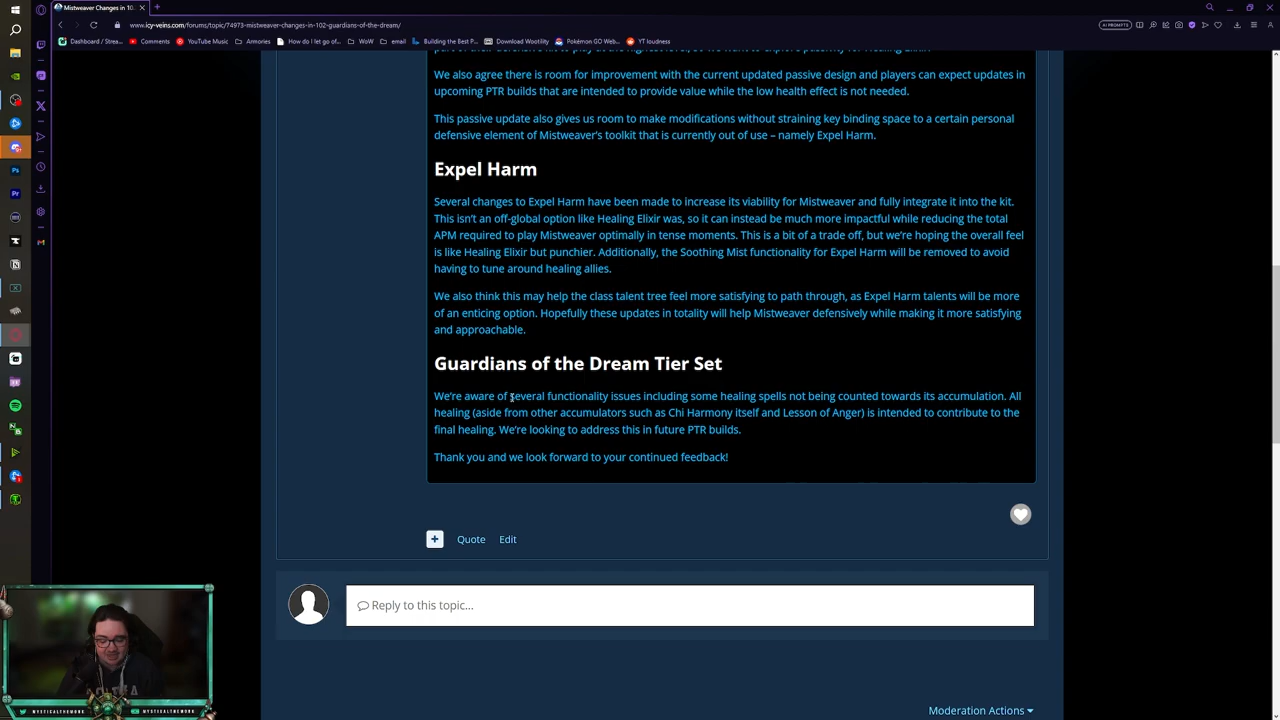 Mistweaver Changes in 10.2
www.icy-veins.com/forums/topic/74973-mistweaver-changes-in-102-guardians-of-the-dream/
AI PROMPTS
Dashboard / Strea... Comments YouTube Music Armories How do I let go of... WoW email Building the Best P... Download Wootility Pokémon GO Web... YT loudness
We also agree there is room for improvement with the current updated passive design and players can expect updates in
upcoming PTR builds that are intended to provide value while the low health effect is not needed.
This passive update also gives us room to make modifications without straining key binding space to a certain personal
defensive element of Mistweaver's toolkit that is currently out of use – namely Expel Harm.
Expel Harm
Several changes to Expel Harm have been made to increase its viability for Mistweaver and fully integrate it into the kit.
This isn't an off-global option like Healing Elixir was, so it can instead be much more impactful while reducing the total
APM required to play Mistweaver optimally in tense moments. This is a bit of a trade off, but we're hoping the overall feel
is like Healing Elixir but punchier. Additionally, the Soothing Mist functionality for Expel Harm will be removed to avoid
having to tune around healing allies.
We also think this may help the class talent tree feel more satisfying to path through, as Expel Harm talents will be more
of an enticing option. Hopefully these updates in totality will help Mistweaver defensively while making it more satisfying
and approachable.
Guardians of the Dream Tier Set
We're aware of several functionality issues including some healing spells not being counted towards its accumulation. All
healing (aside from other accumulators such as Chi Harmony itself and Lesson of Anger) is intended to contribute to the
final healing. We're looking to address this in future PTR builds.
Thank you and we look forward to your continued feedback!
+ Quote Edit
Reply to this topic...
MYSTICALTHEMONK MYSTICALTHEMONK
Moderation Actions